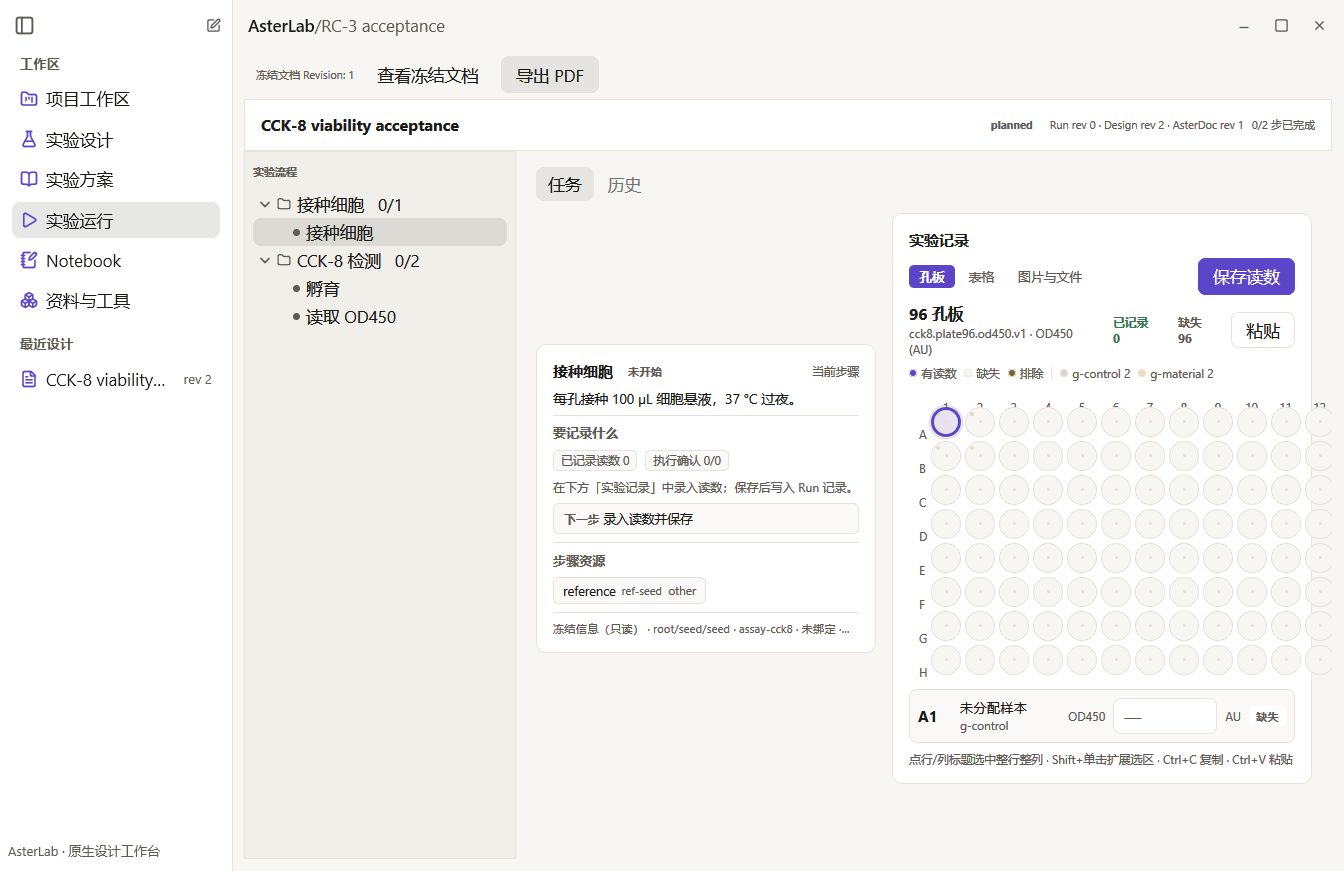 AsterLab/RC-3 acceptance
工作区
项目工作区
实验设计
实验方案
实验运行
Notebook
资料与工具
最近设计
CCK-8 viability... rev 2
AsterLab · 原生设计工作台
冻结文档 Revision: 1 查看冻结文档 导出 PDF
CCK-8 viability acceptance
planned Run rev 0 · Design rev 2 · AsterDoc rev 1 0/2 步已完成
实验流程
接种细胞 0/1
接种细胞
CCK-8 检测 0/2
孵育
读取 OD450
任务 历史
接种细胞 未开始 当前步骤
每孔接种 100 µL 细胞悬液，37 °C 过夜。
要记录什么
已记录读数 0 执行确认 0/0
在下方「实验记录」中录入读数；保存后写入 Run 记录。
下一步 录入读数并保存
步骤资源
reference ref-seed other
冻结信息（只读） · root/seed/seed · assay-cck8 · 未绑定 ·...
实验记录
孔板 表格 图片与文件 保存读数
96 孔板
cck8.plate96.od450.v1 · OD450
(AU)
已记录
0
缺失
96
粘贴
有读数 缺失 排除 g-control 2 g-material 2
1 2 3 4 5 6 7 8 9 10 11 12
A
B
C
D
E
F
G
H
A1 未分配样本 OD450 — AU 缺失
g-control
点行/列标题选中整行整列 · Shift+单击扩展选区 · Ctrl+C 复制 · Ctrl+V 粘贴